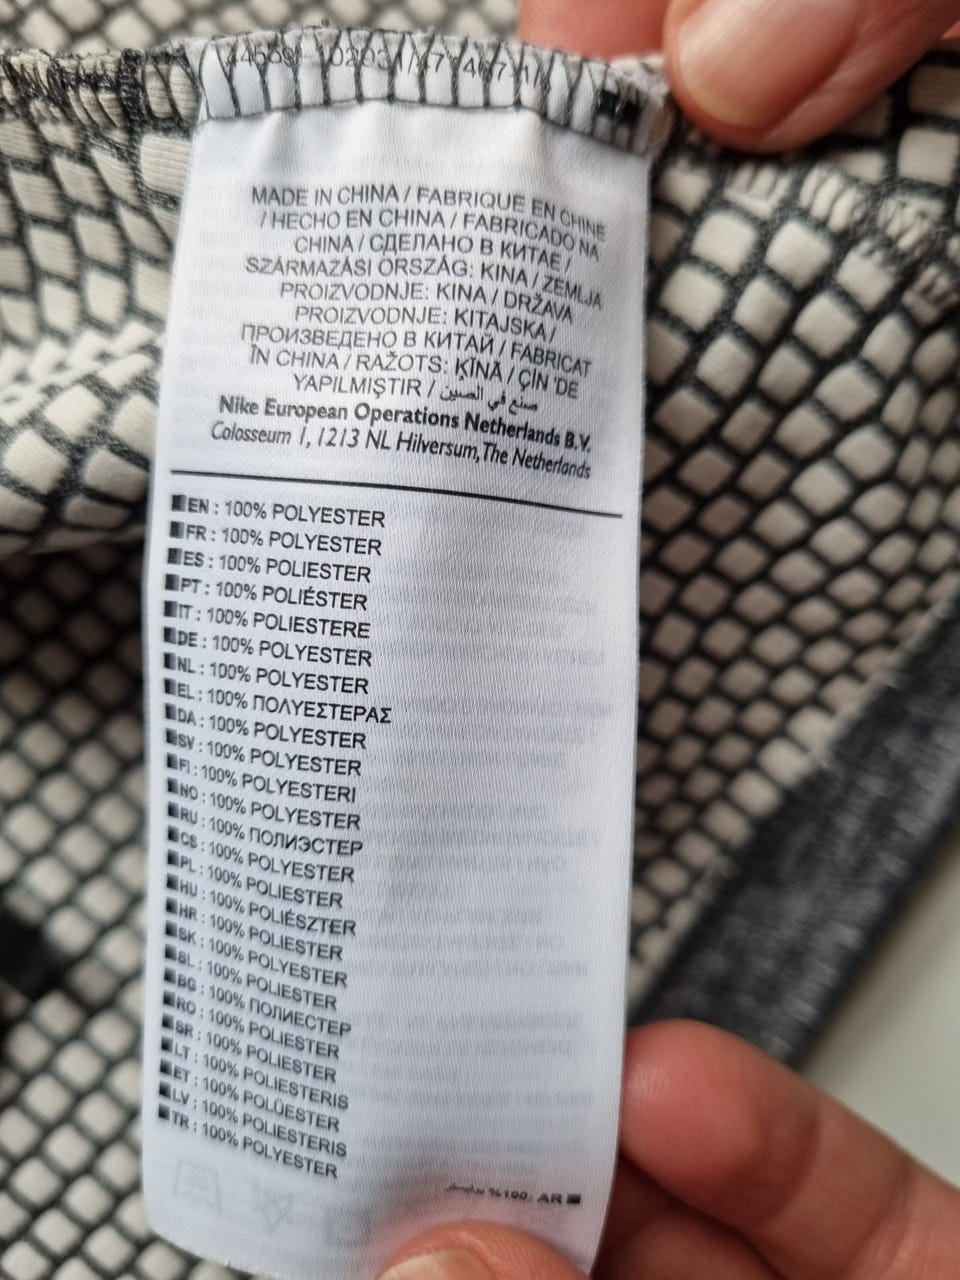 MADE IN CHINA / FABRIQUE EN CHINE
/ HECHO EN CHINA / FABRICADO NA
CHINA / СДЕЛАНО В КИТАЕ /
SZÁRMAZÁSI ORSZÁG: KINA / ZEMLJA
PROIZVODNJE: KINA / DRŽAVA
PROIZVODNJE: KITAJSKA /
ПРОИЗВЕДЕНО В КИТАЙ / FABRICAT
ÎN CHINA / RAŽOTS: ĶĪNĀ / ÇİN 'DE
YAPILMIŞTIR / صنع في الصين
Nike European Operations Netherlands B.V.
Colosseum 1, 1213 NL Hilversum, The Netherlands
EN : 100% POLYESTER
FR : 100% POLYESTER
ES : 100% POLIESTER
PT : 100% POLIÉSTER
IT : 100% POLIESTERE
DE : 100% POLYESTER
NL : 100% POLYESTER
EL : 100% ΠΟΛΥΕΣΤΕΡΑΣ
DA : 100% POLYESTER
SV : 100% POLYESTER
FI : 100% POLYESTERI
NO : 100% POLYESTER
RU : 100% ПОЛИЭСТЕР
CS : 100% POLYESTER
PL : 100% POLIESTER
HU : 100% POLIÉSZTER
HR : 100% POLIESTER
SK : 100% POLYESTER
SL : 100% POLIESTER
BG : 100% ПОЛИЕСТЕР
RO : 100% POLIESTER
SR : 100% POLIESTER
LT : 100% POLIESTERIS
ET : 100% POLÜESTER
LV : 100% POLIESTERIS
TR : 100% POLYESTER
AR :100% بوليستر